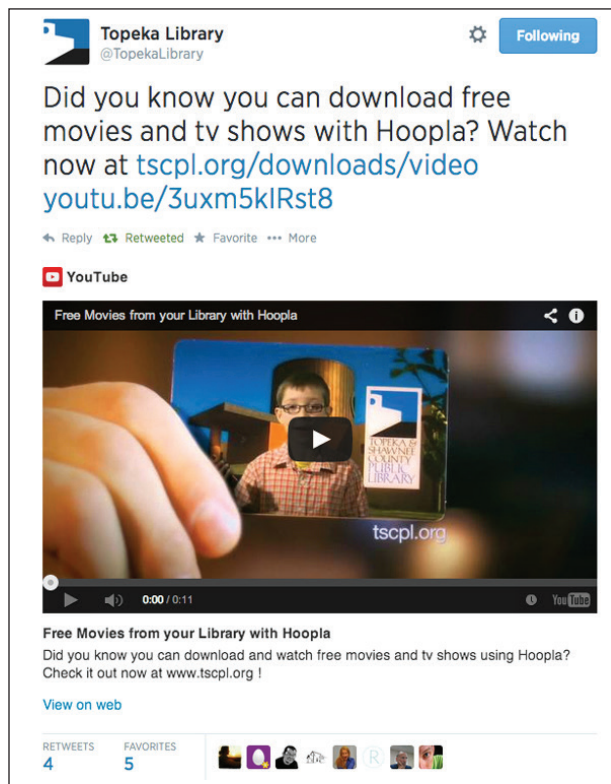 Topeka Library
@TopekaLibrary
Following
Did you know you can download free
movies and tv shows with Hoopla? Watch
now at tscpl.org/downloads/video
youtu.be/3uxm5kIRst8
Reply Retweeted Favorite More
YouTube
Free Movies from your Library with Hoopla
TOPEKA &
SHAWNEE
COUNTY
PUBLIC
LIBRARY
tscpl.org
0:00 / 0:11
YouTube
Free Movies from your Library with Hoopla
Did you know you can download and watch free movies and tv shows using Hoopla?
Check it out now at www.tscpl.org !
View on web
RETWEETS FAVORITES
4 5
R